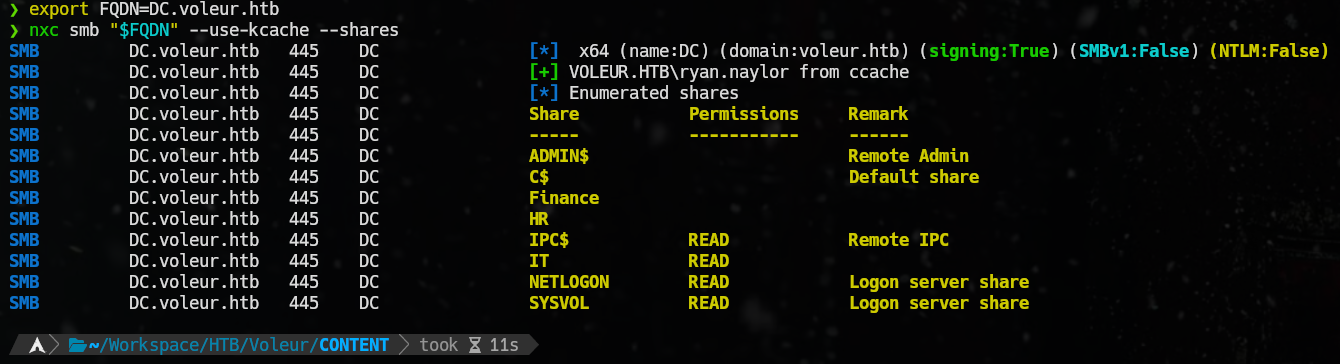 ❯ export FQDN=DC.voleur.htb
❯ nxc smb "$FQDN" --use-kcache --shares
SMB DC.voleur.htb 445 DC [*] x64 (name:DC) (domain:voleur.htb) (signing:True) (SMBv1:False) (NTLM:False)
SMB DC.voleur.htb 445 DC [+] VOLEUR.HTB\ryan.naylor from ccache
SMB DC.voleur.htb 445 DC [*] Enumerated shares
SMB DC.voleur.htb 445 DC Share Permissions Remark
SMB DC.voleur.htb 445 DC ----- ----------- ------
SMB DC.voleur.htb 445 DC ADMIN$ Remote Admin
SMB DC.voleur.htb 445 DC C$ Default share
SMB DC.voleur.htb 445 DC Finance
SMB DC.voleur.htb 445 DC HR
SMB DC.voleur.htb 445 DC IPC$ READ Remote IPC
SMB DC.voleur.htb 445 DC IT READ
SMB DC.voleur.htb 445 DC NETLOGON READ Logon server share
SMB DC.voleur.htb 445 DC SYSVOL READ Logon server share
~/Workspace/HTB/Voleur/CONTENT took 11s